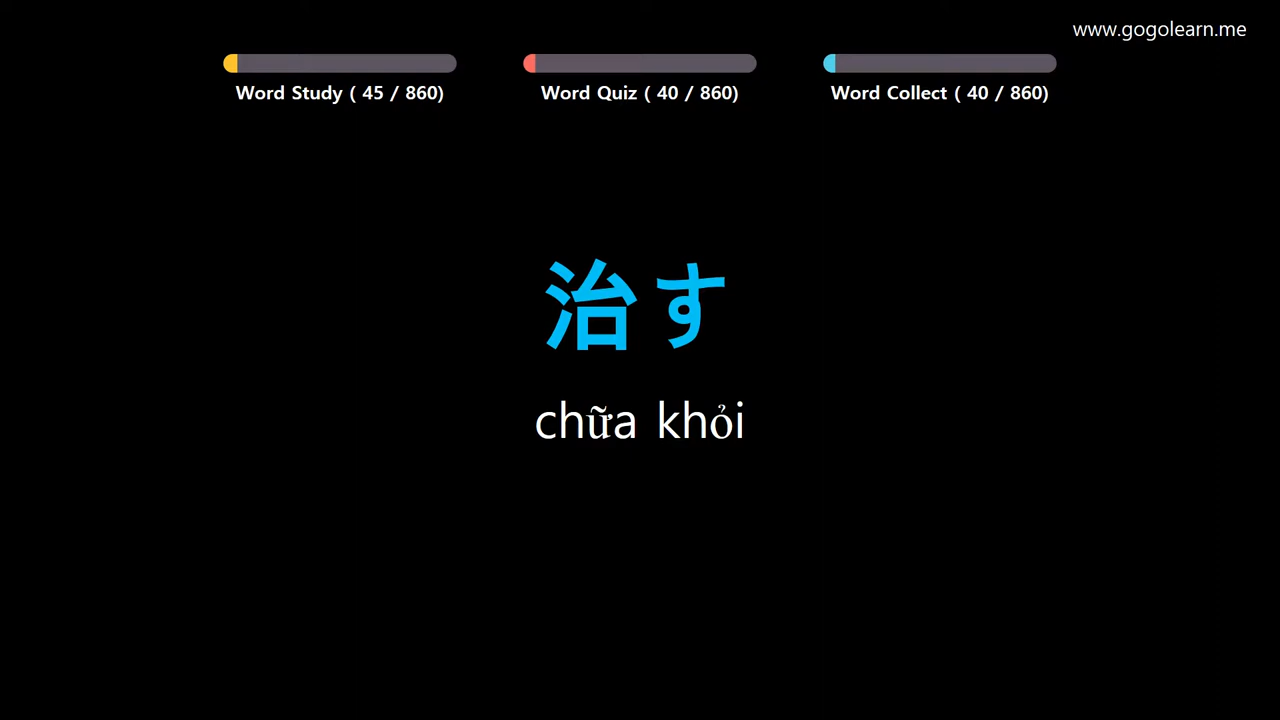 www.gogolearn.me
Word Study ( 45 / 860)
Word Quiz ( 40 / 860)
Word Collect ( 40 / 860)
治す
chữa khỏi